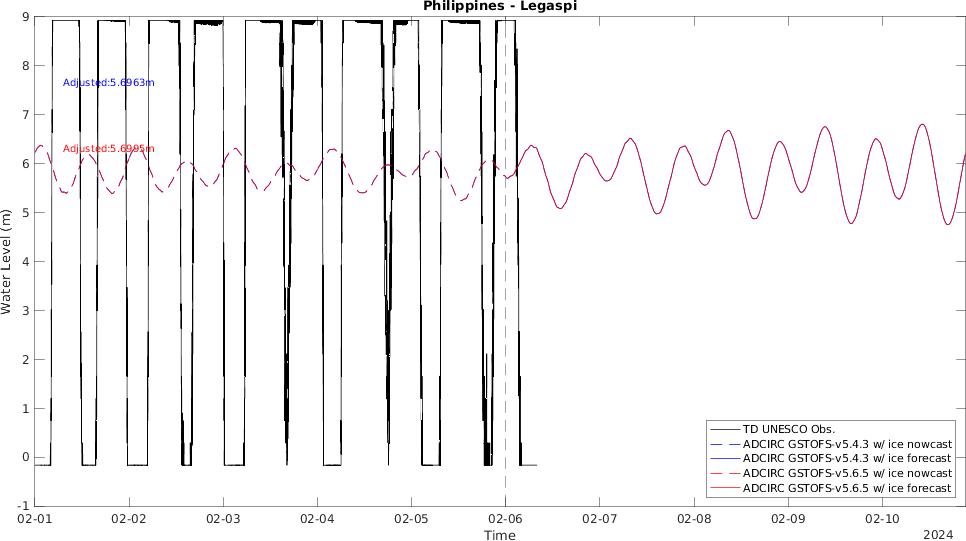 Philippines - Legaspi
9
8
7
6
5
4
3
2
1
0
-1
Water Level (m)
Adjusted:5.6963m
Adjusted:5.6995m
TD UNESCO Obs.
ADCIRC GSTOFS-v5.4.3 w/ ice nowcast
ADCIRC GSTOFS-v5.4.3 w/ ice forecast
ADCIRC GSTOFS-v5.6.5 w/ ice nowcast
ADCIRC GSTOFS-v5.6.5 w/ ice forecast
02-01 02-02 02-03 02-04 02-05 02-06 02-07 02-08 02-09 02-10
Time
2024